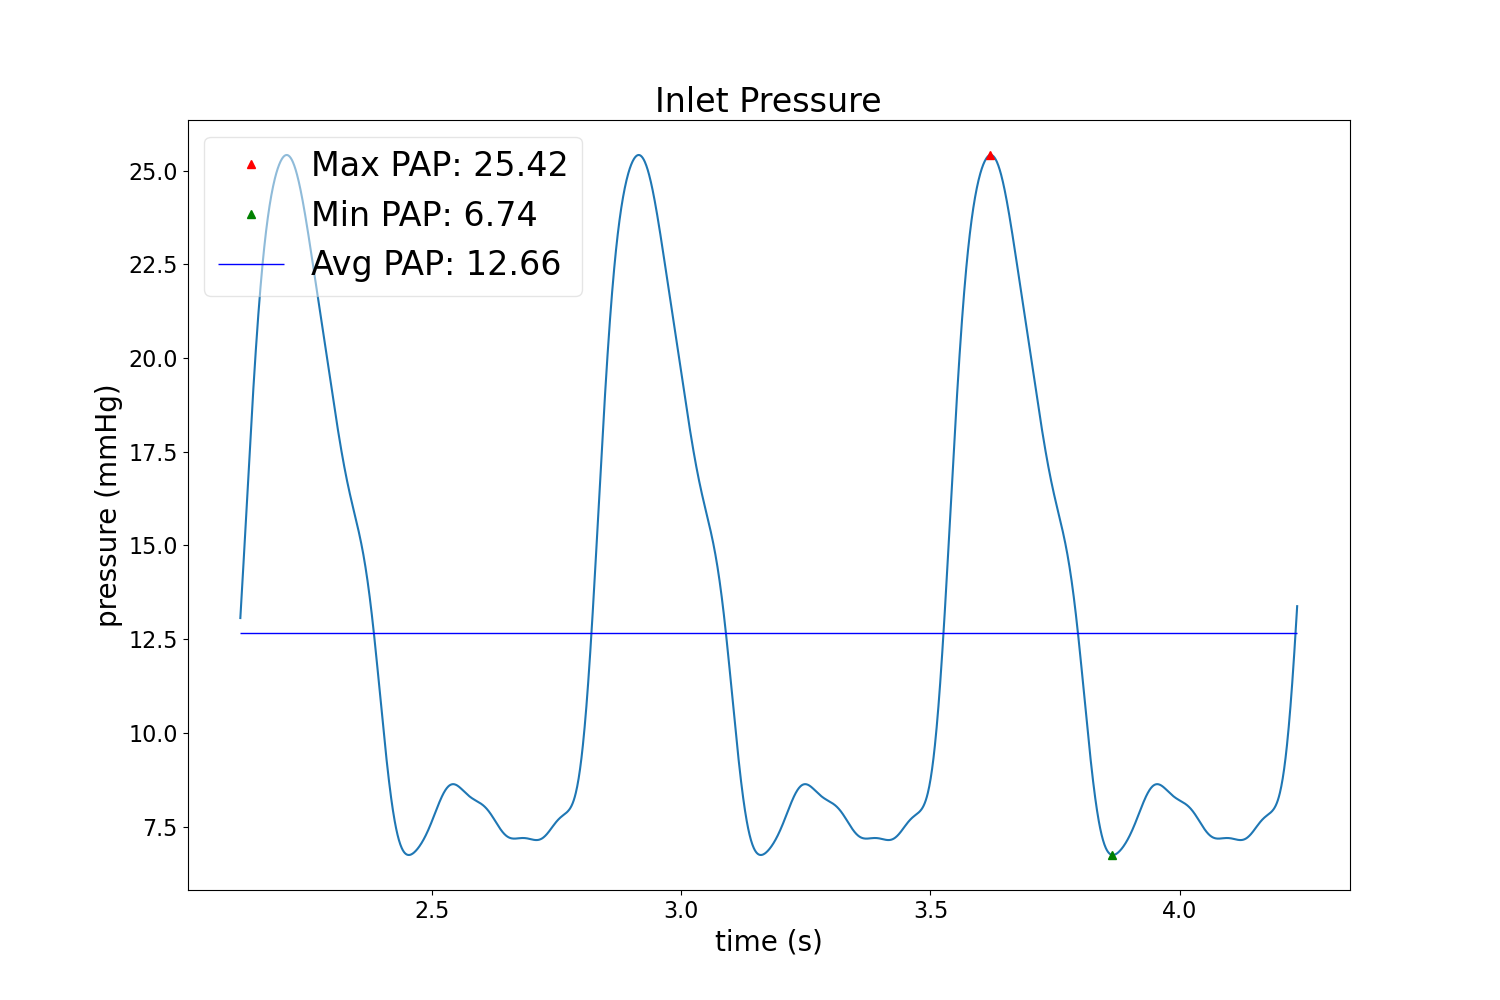 Inlet Pressure
Max PAP: 25.42
Min PAP: 6.74
Avg PAP: 12.66
25.0
22.5
20.0
17.5
15.0
12.5
10.0
7.5
pressure (mmHg)
2.5 3.0 3.5 4.0
time (s)